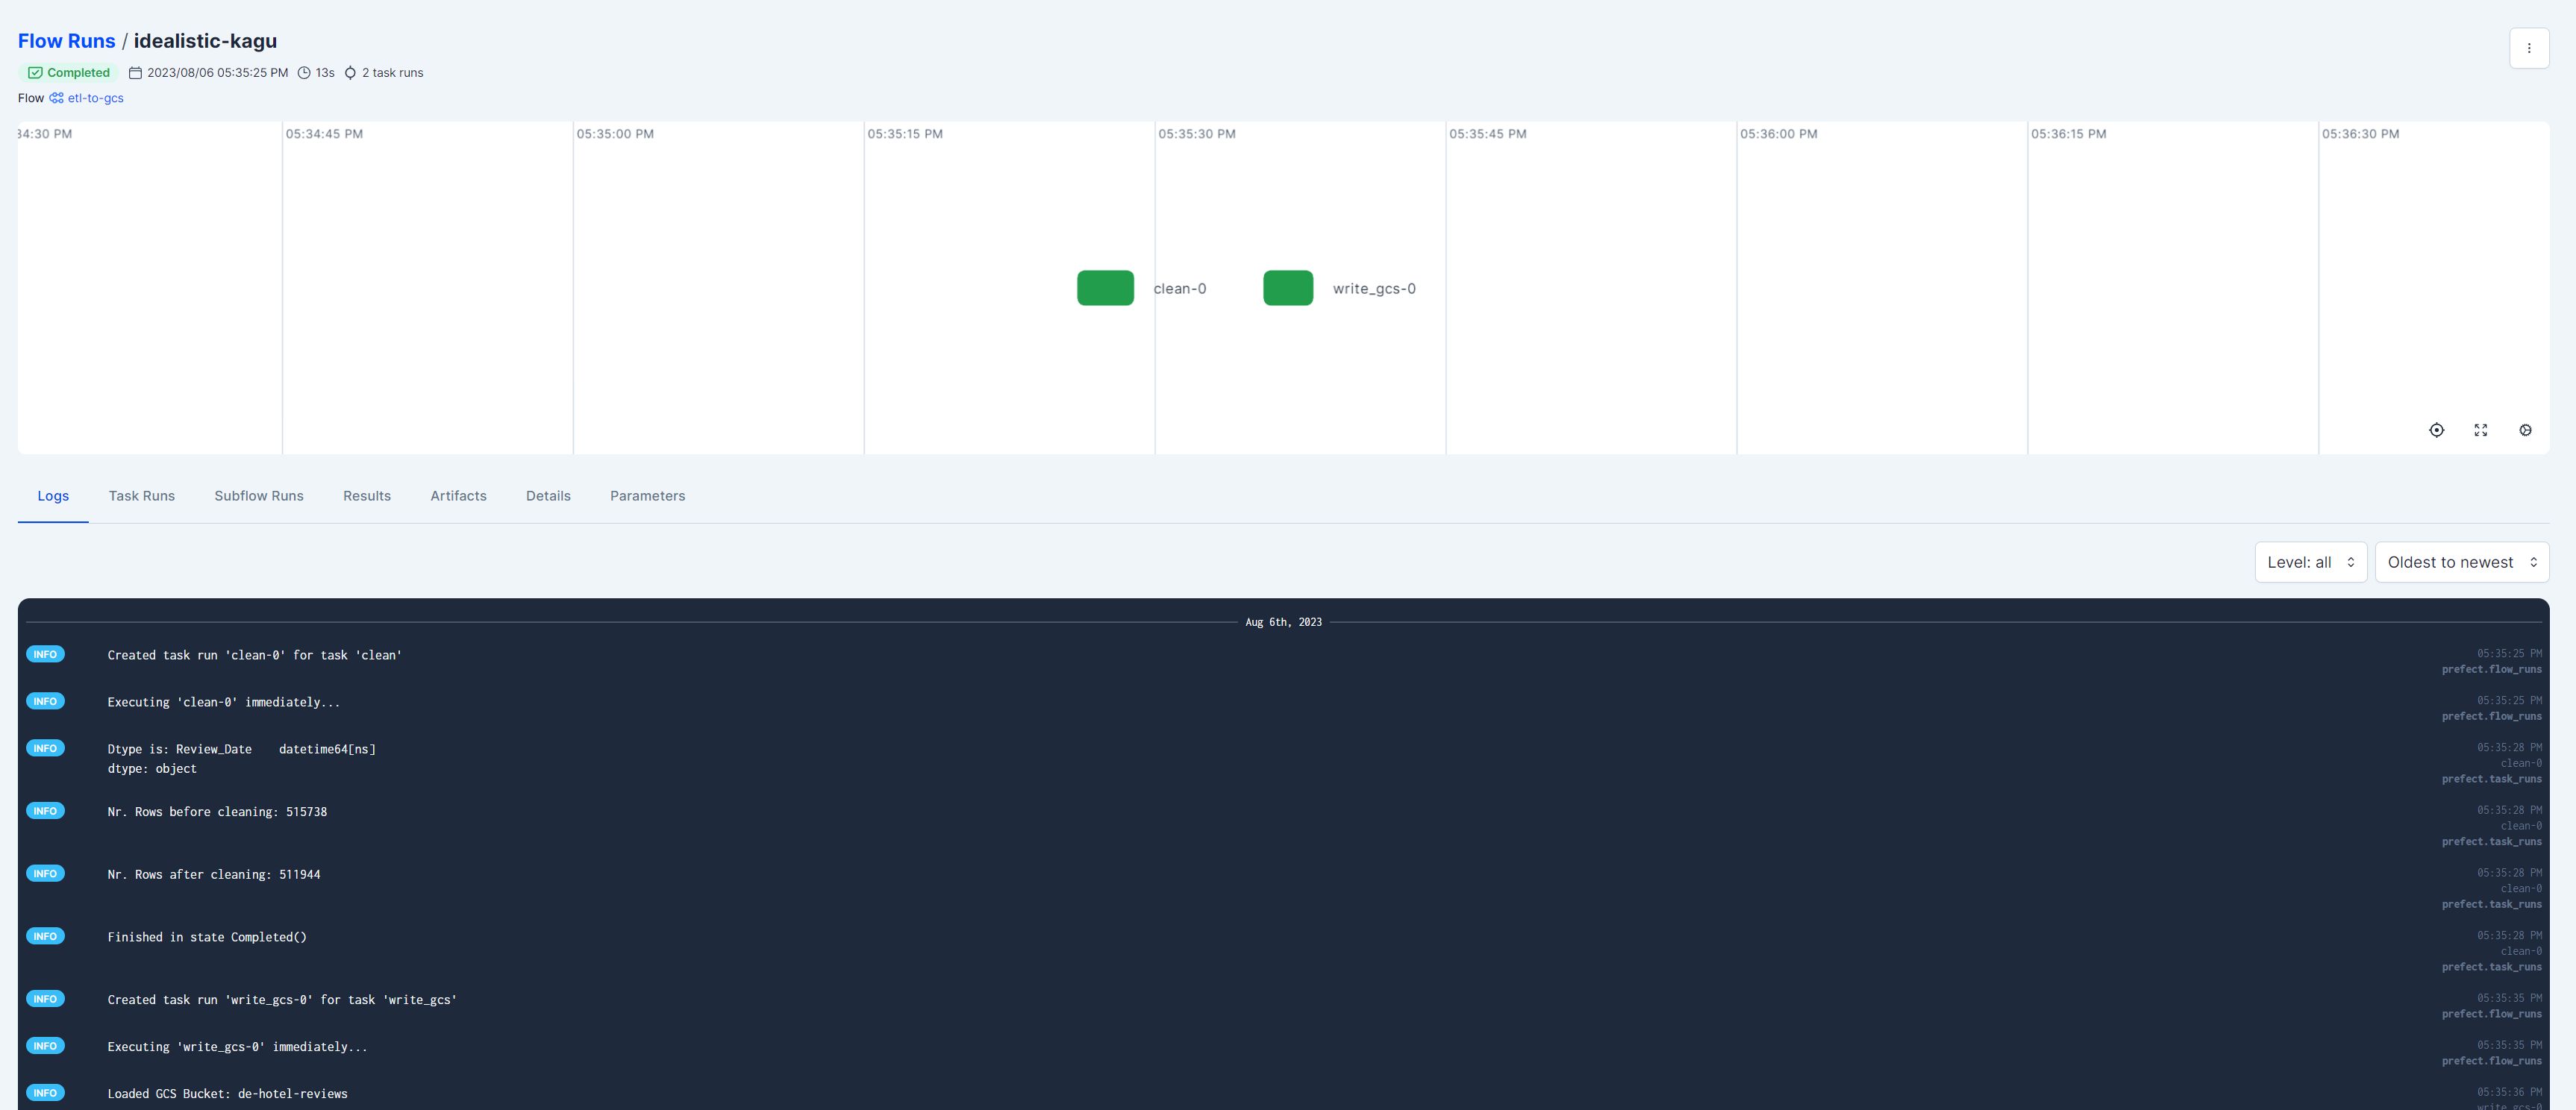 Flow Runs / idealistic-kagu
Completed 2023/08/06 05:35:25 PM 13s 2 task runs
Flow etl-to-gcs
34:30 PM 05:34:45 PM 05:35:00 PM 05:35:15 PM 05:35:30 PM 05:35:45 PM 05:36:00 PM 05:36:15 PM 05:36:30 PM
clean-0 write_gcs-0
Logs Task Runs Subflow Runs Results Artifacts Details Parameters
Level: all Oldest to newest
Aug 6th, 2023
INFO Created task run 'clean-0' for task 'clean' 05:35:25 PM
prefect.flow_runs
INFO Executing 'clean-0' immediately... 05:35:25 PM
prefect.flow_runs
INFO Dtype is: Review_Date datetime64[ns] 05:35:28 PM
dtype: object clean-0
prefect.task_runs
INFO Nr. Rows before cleaning: 515738 05:35:28 PM
clean-0
prefect.task_runs
INFO Nr. Rows after cleaning: 511944 05:35:28 PM
clean-0
prefect.task_runs
INFO Finished in state Completed() 05:35:28 PM
clean-0
prefect.task_runs
INFO Created task run 'write_gcs-0' for task 'write_gcs' 05:35:35 PM
prefect.flow_runs
INFO Executing 'write_gcs-0' immediately... 05:35:35 PM
prefect.flow_runs
INFO Loaded GCS Bucket: de-hotel-reviews 05:35:36 PM
write_gcs-0